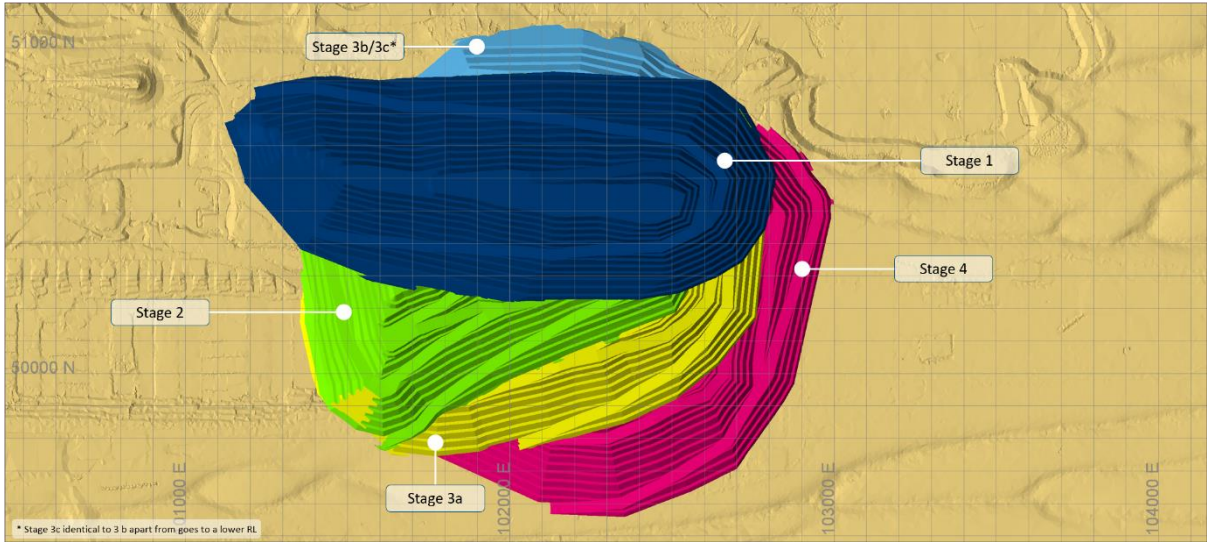 51000 N
Stage 3b/3c*
Stage 1
Stage 4
Stage 2
50000 N
Stage 3a
101000 E
102000 E
103000 E
104000 E
* Stage 3c identical to 3 b apart from goes to a lower RL